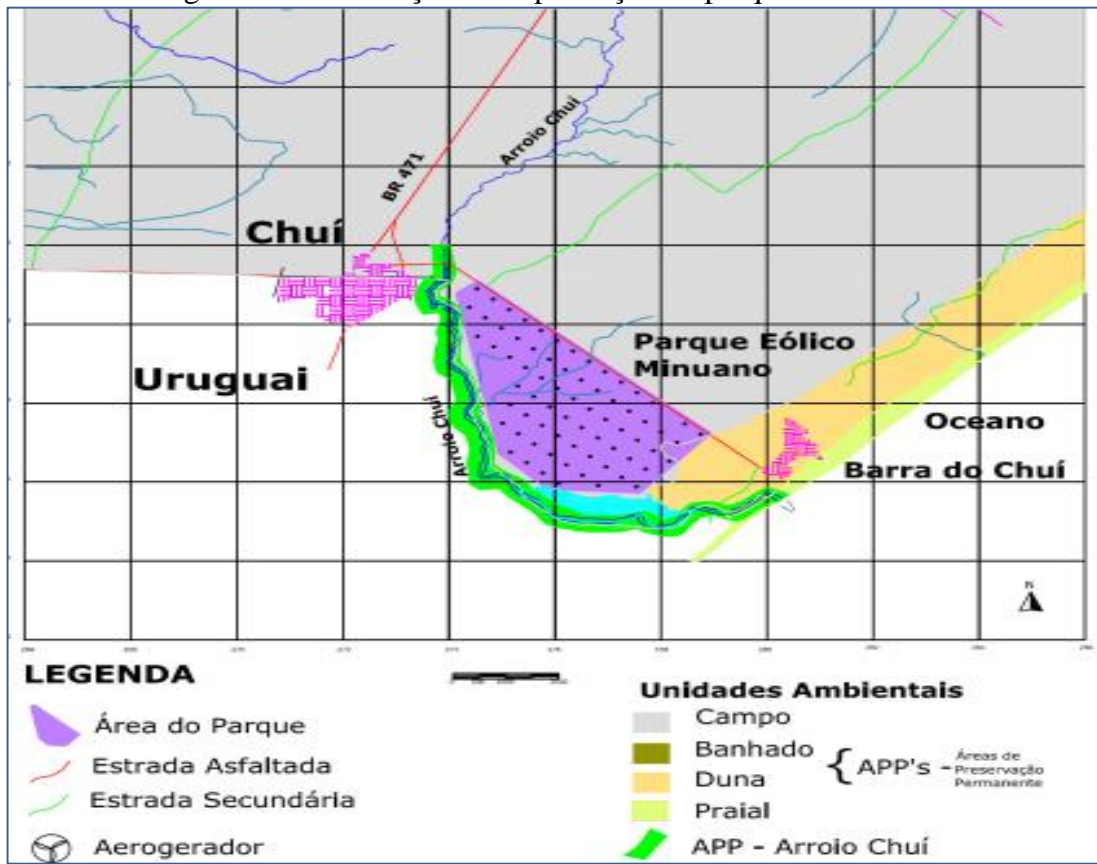 BR 471
Arroio Chuí
Chuí
Uruguai
Parque Eólico
Minuano
Arroio Chuí
Oceano
Barra do Chuí
N
LEGENDA
Área do Parque
Estrada Asfaltada
Estrada Secundária
Aerogerador
Unidades Ambientais
Campo
Banhado
Duna
Praial
APP - Arroio Chuí
{ APP's - Áreas de
Preservação
Permanente